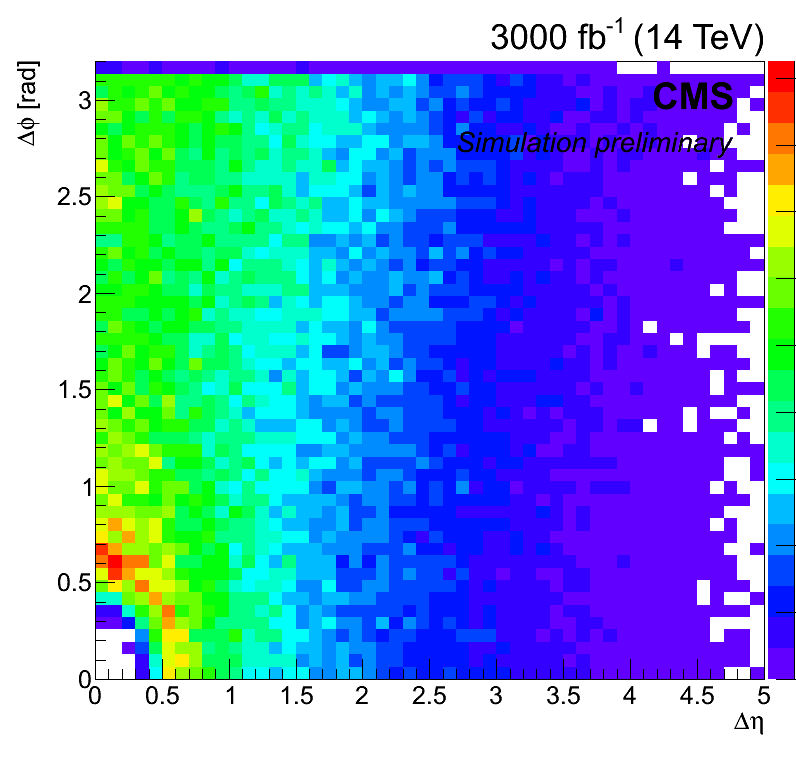 3000 fb⁻¹ (14 TeV)
Δϕ [rad]
CMS
Simulation preliminary
3
2.5
2
1.5
1
0.5
0
0 0.5 1 1.5 2 2.5 3 3.5 4 4.5 5
Δη